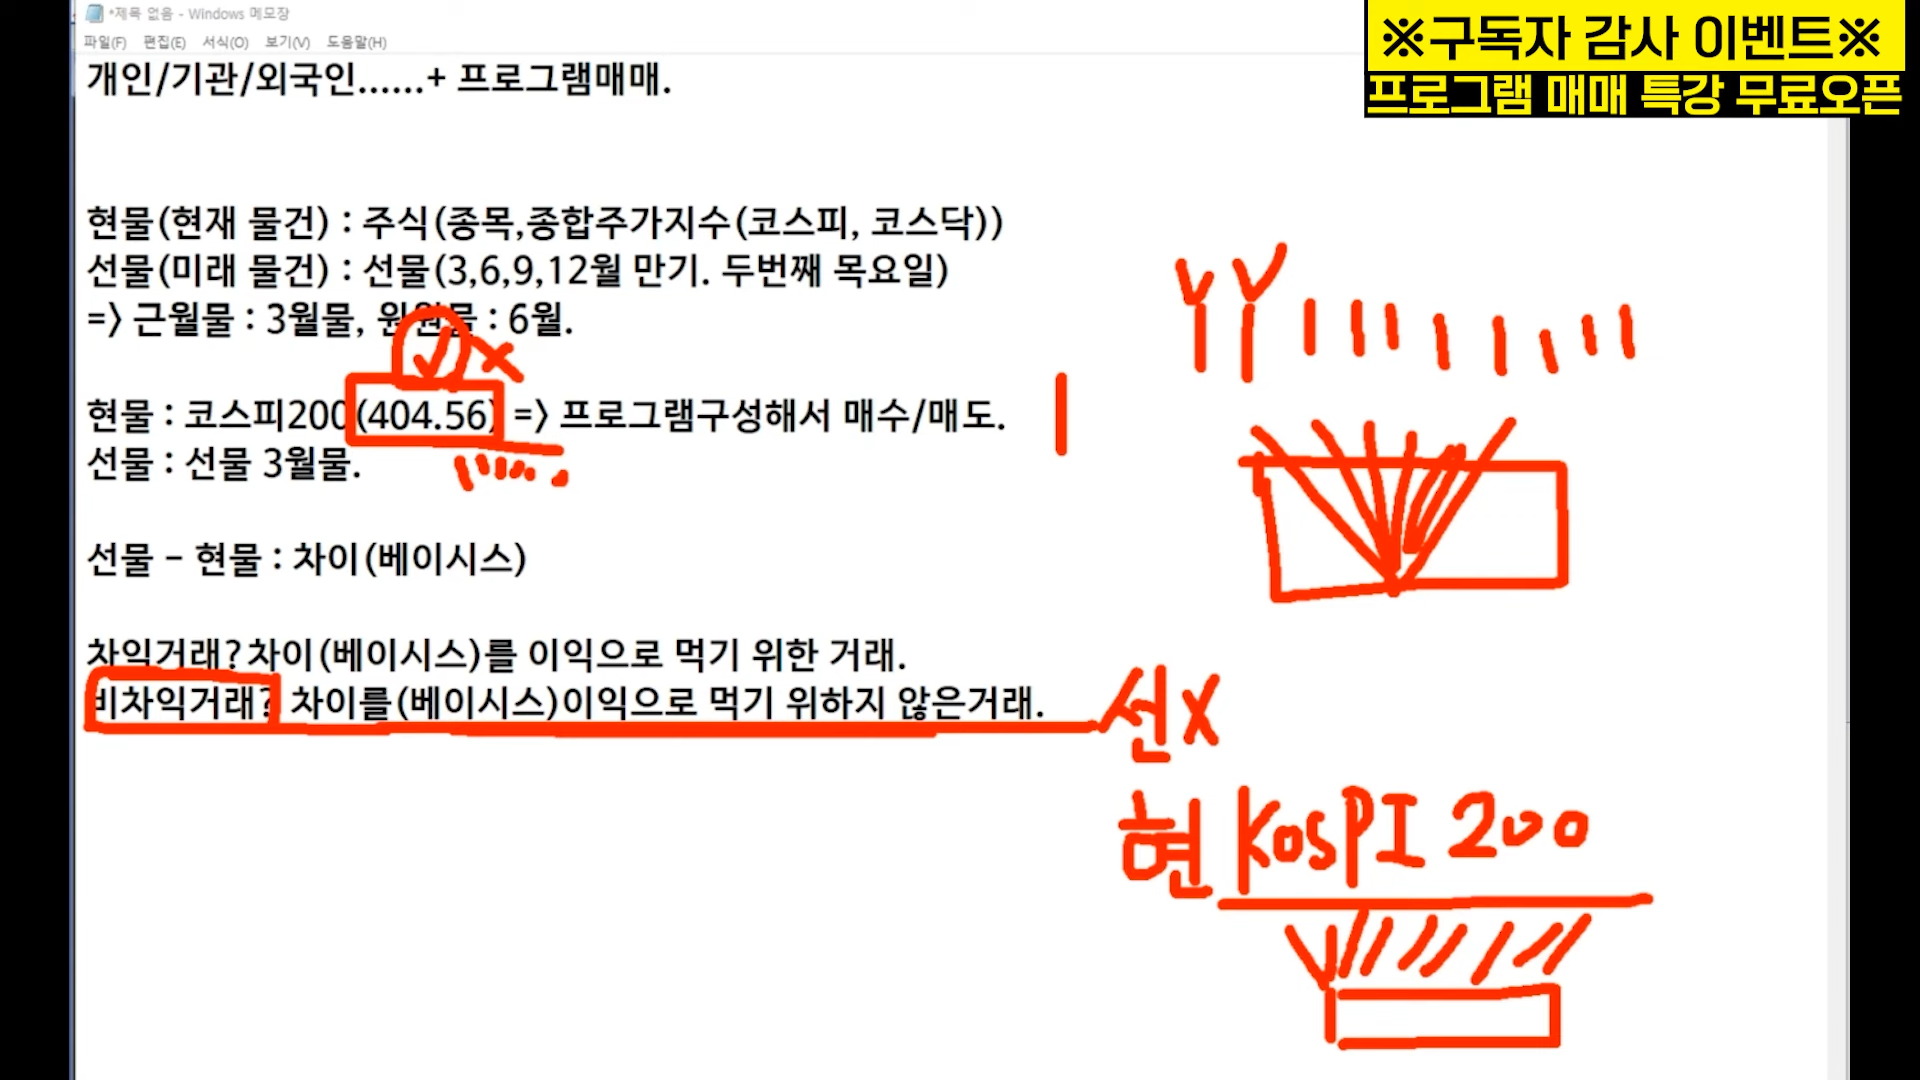 *제목 없음 - Windows 메모장
파일(F) 편집(E) 서식(O) 보기(V) 도움말(H)
※구독자 감사 이벤트※
프로그램 매매 특강 무료오픈
개인/기관/외국인......+ 프로그램매매.
현물(현재 물건) : 주식(종목,종합주가지수(코스피, 코스닥))
선물(미래 물건) : 선물(3,6,9,12월 만기. 두번째 목요일)
=> 근월물 : 3월물, 원월물 : 6월.
현물 : 코스피200(404.56) => 프로그램구성해서 매수/매도.
선물 : 선물 3월물.
선물 - 현물 : 차이(베이시스)
차익거래?차이(베이시스)를 이익으로 먹기 위한 거래.
비차익거래? 차이를(베이시스)이익으로 먹기 위하지 않은거래.
선X
현 KOSPI 200